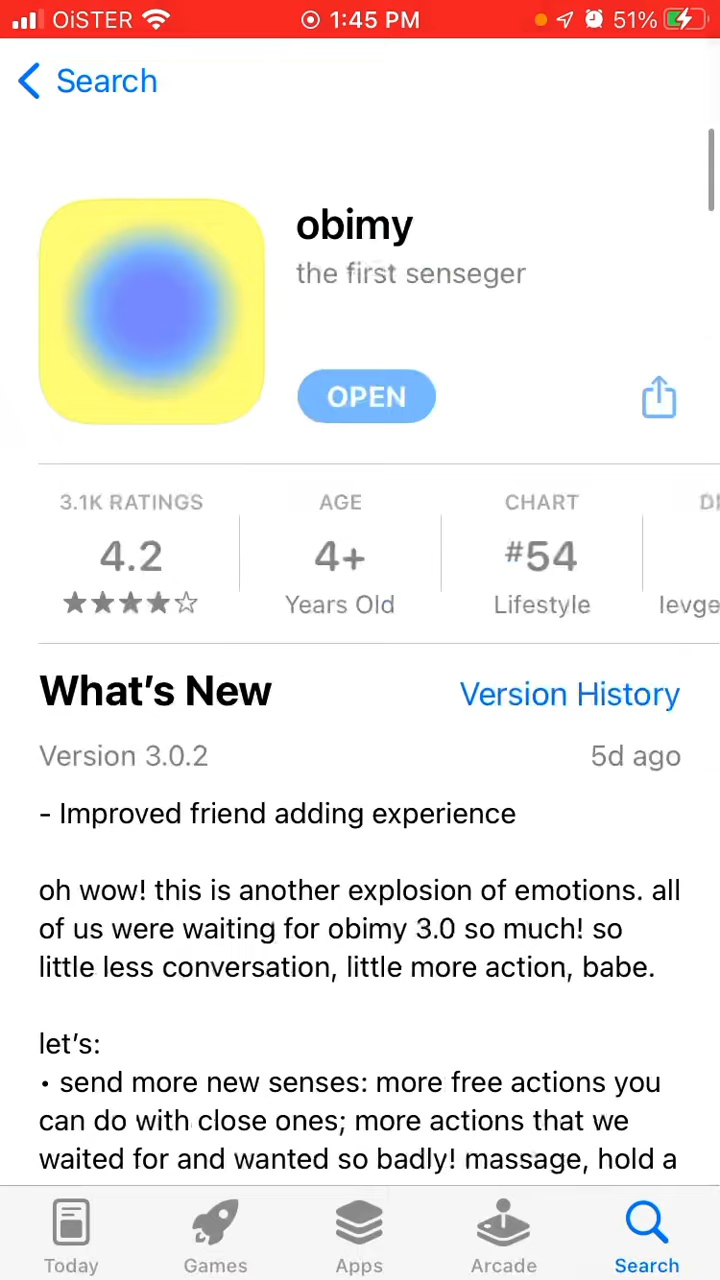 OiSTER 1:45 PM 51%
Search
obimy
the first senseger
OPEN
3.1K RATINGS AGE CHART
4.2 4+ #54
Years Old Lifestyle
What's New Version History
Version 3.0.2 5d ago
- Improved friend adding experience
oh wow! this is another explosion of emotions. all
of us were waiting for obimy 3.0 so much! so
little less conversation, little more action, babe.
let's:
• send more new senses: more free actions you
can do with close ones; more actions that we
waited for and wanted so badly! massage, hold a
Today Games Apps Arcade Search